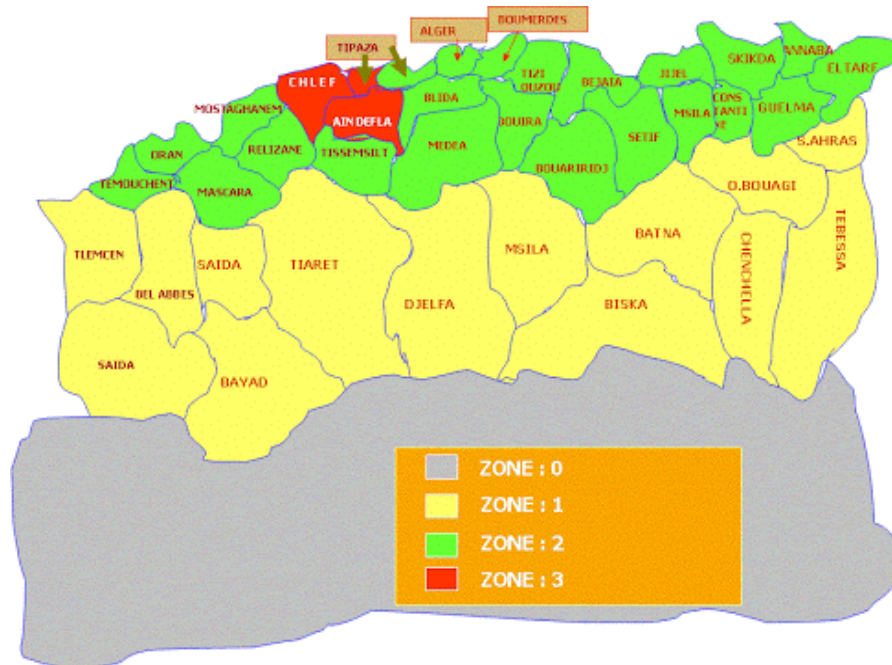 BOUMERDES
ALGER
TIPAZA
SKIKDA
ANNABA
ELTARE
CHLEF
TIZI
OUZOU
BEJAIA
JIJEL
MOSTAGHANEM
AIN DEFLA
BLIDA
BOUIRA
MSILA
CONS
TANTI
NE
GUELMA
ORAN
RELIZANE
TISSEMSILT
MEDEA
SETIF
S.AHRAS
TEMOUCHENT
MASCARA
BOUARIRIDJ
O.BOUAGI
TLEMCEN
SAIDA
TIARET
MSILA
BATNA
TEBESSA
BEL ABBES
DJELFA
BISKA
CHENCHELLA
SAIDA
BAYAD
ZONE : 0
ZONE : 1
ZONE : 2
ZONE : 3